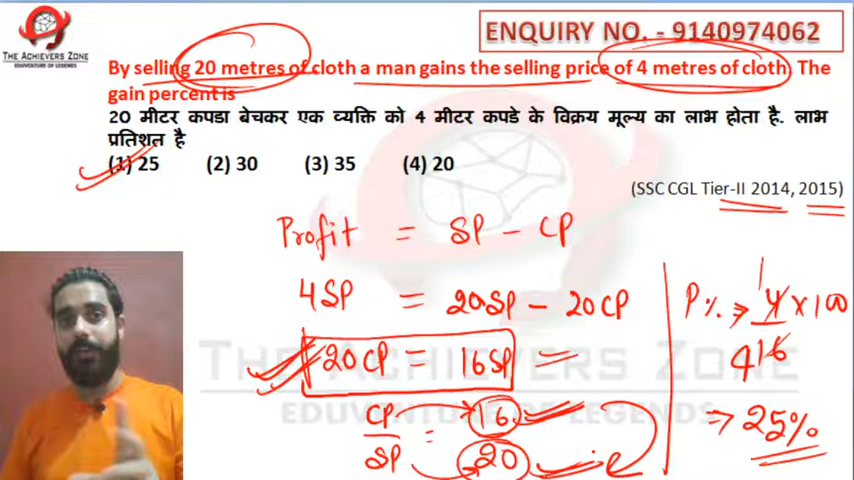 ENQUIRY NO. - 9140974062
THE ACHIEVERS ZONE
EDUVENTURE OF LEGENDS
By selling 20 metres of cloth a man gains the selling price of 4 metres of cloth. The
gain percent is
20 मीटर कपडा बेचकर एक व्यक्ति को 4 मीटर कपडे के विक्रय मूल्य का लाभ होता है. लाभ
प्रतिशत है
(1) 25 (2) 30 (3) 35 (4) 20
(SSC CGL Tier-II 2014, 2015)
Profit = SP - CP
4SP = 20SP - 20CP
20CP = 16SP =
CP/SP = 16/20
P% ⇒ 4/16 × 100
1
4
⇒ 25%
THE ACHIEVERS ZONE
EDUVENTURE OF LEGENDS